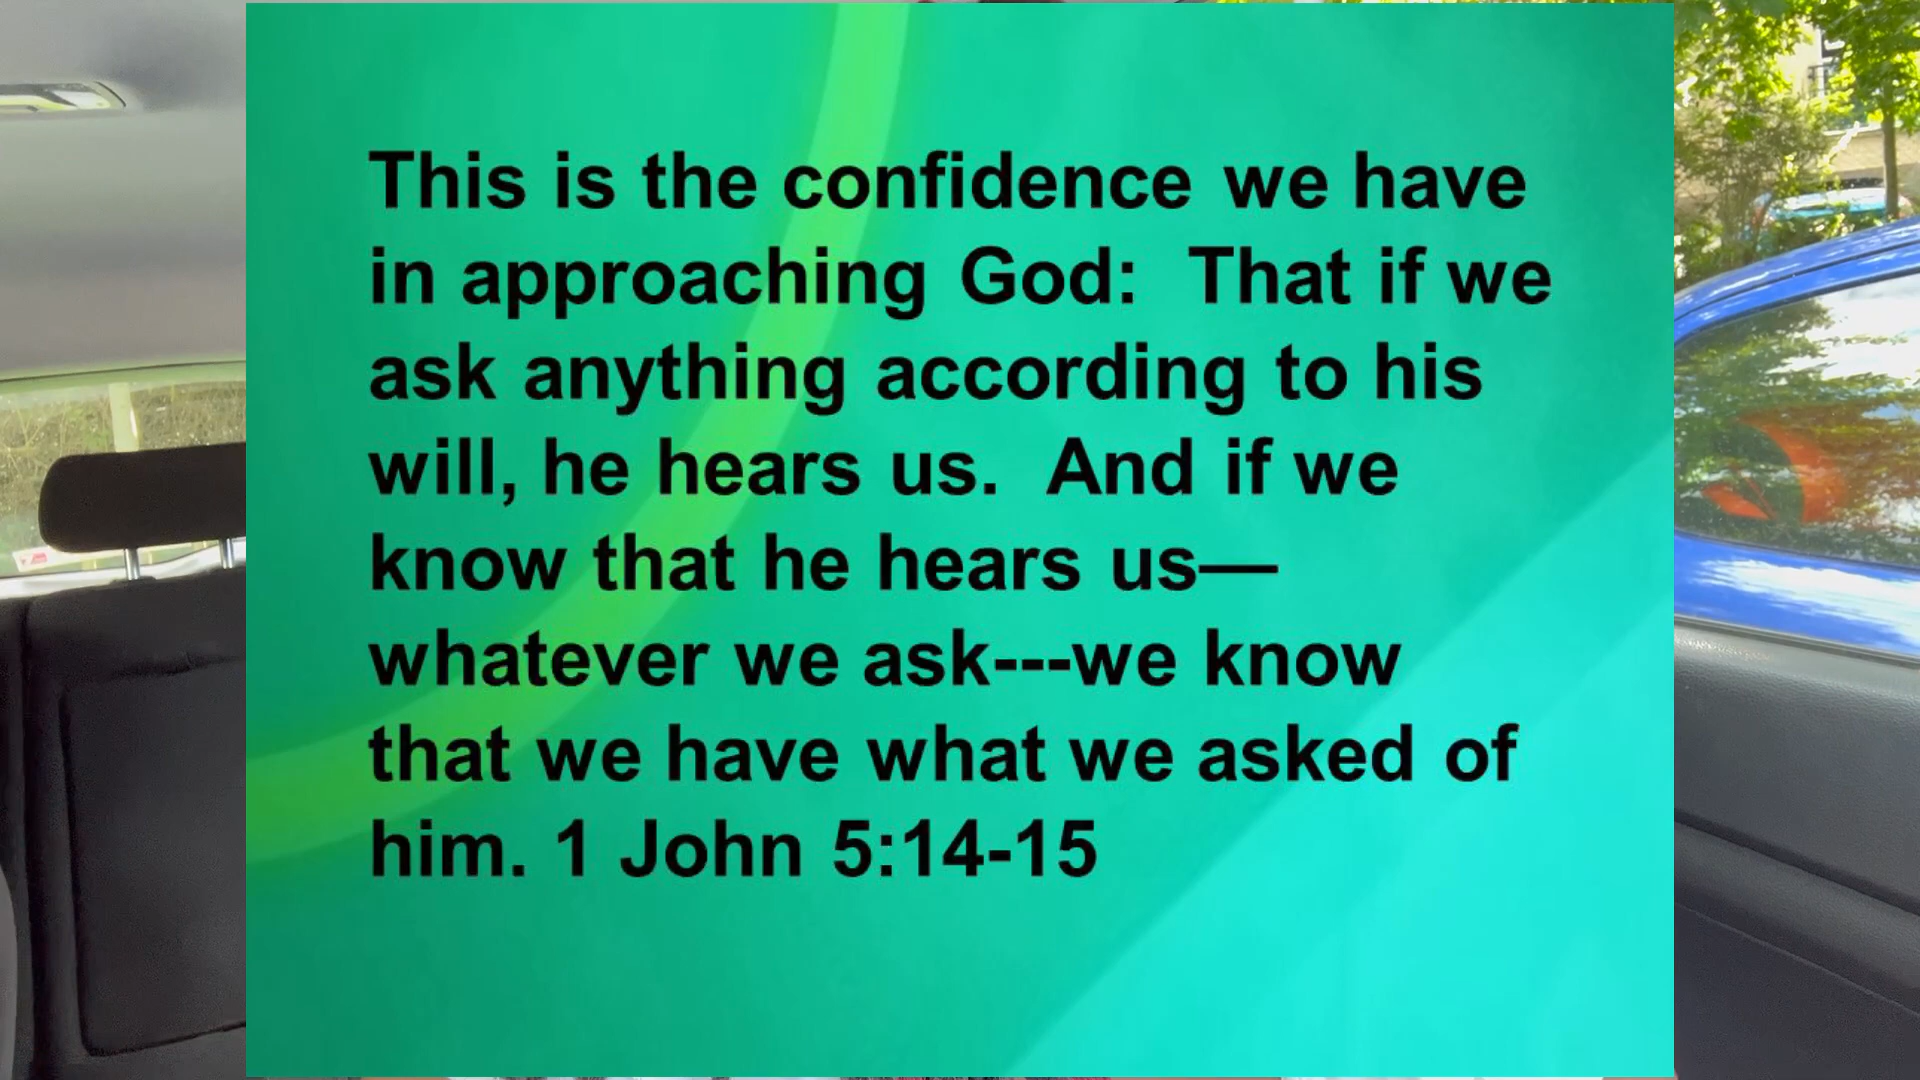 This is the confidence we have
in approaching God:  That if we
ask anything according to his
will, he hears us.  And if we
know that he hears us—
whatever we ask---we know
that we have what we asked of
him. 1 John 5:14-15